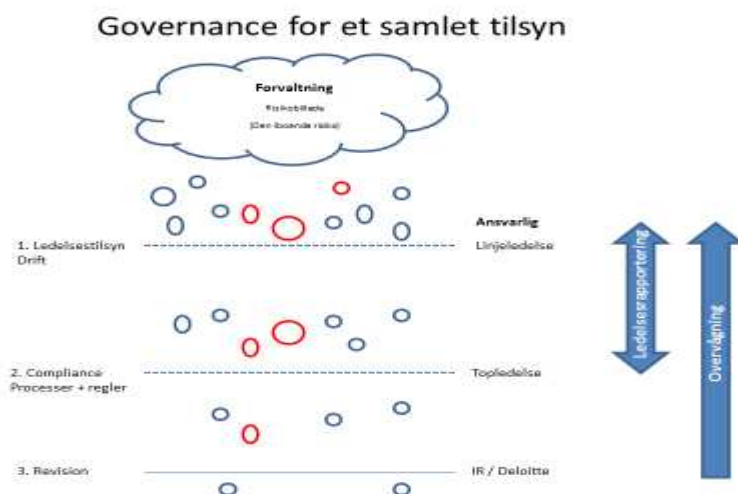 Governance for et samlet tilsyn
Forvaltning
Risikobillede
(Den iboende risiko)
Ansvarlig
1. Ledelsestilsyn
Drift
Linjeledelse
2. Compliance
Processer + regler
Topledelse
3. Revision
IR / Deloitte
Ledelsesrapportering
Overvågning